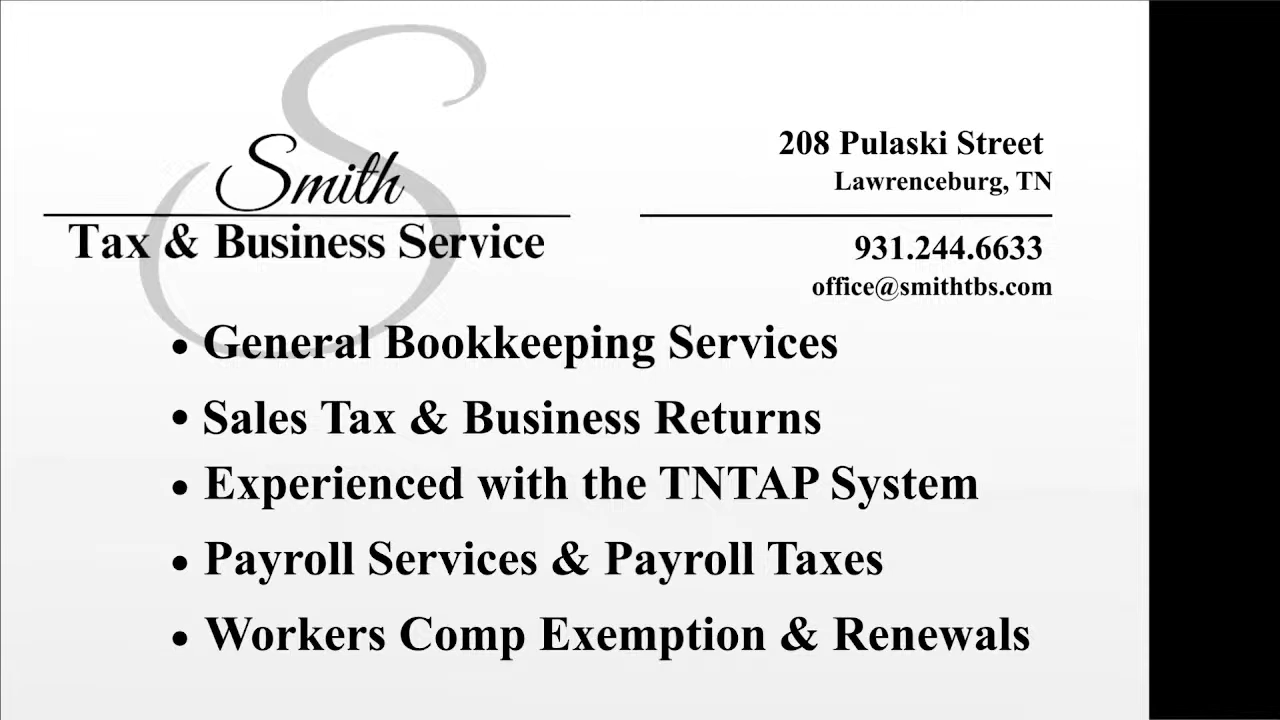 S
Smith
Tax & Business Service
208 Pulaski Street
Lawrenceburg, TN
931.244.6633
office@smithtbs.com
• General Bookkeeping Services
• Sales Tax & Business Returns
• Experienced with the TNTAP System
• Payroll Services & Payroll Taxes
• Workers Comp Exemption & Renewals